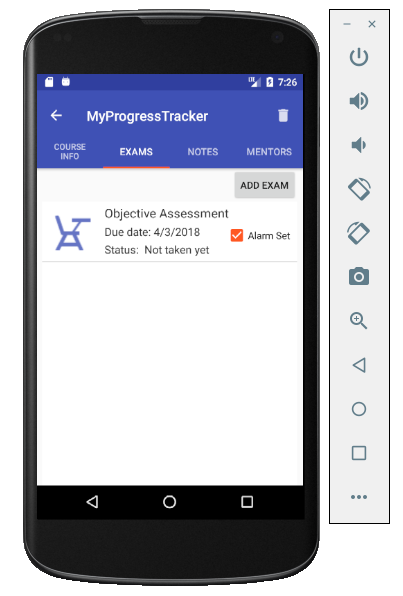 LTE 7:26
MyProgressTracker
COURSE
INFO
EXAMS
NOTES
MENTORS
ADD EXAM
Objective Assessment
Due date: 4/3/2018
Alarm Set
Status: Not taken yet